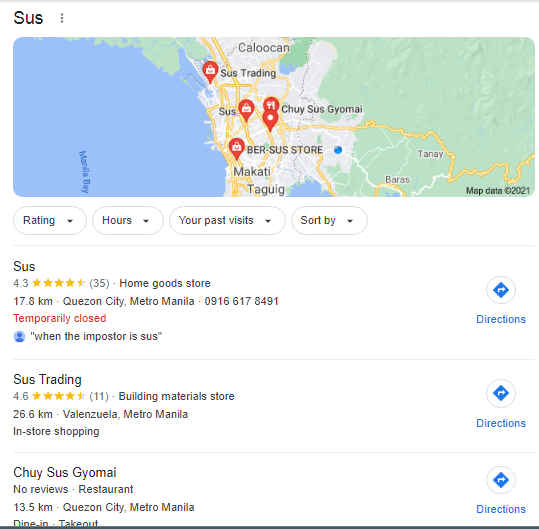 Sus
Caloocan
Sus Trading
Sus
Chuy Sus Gyomai
BER-SUS STORE
Manila Bay
Makati
Taguig
Tanay
Baras
Map data ©2021
Rating
Hours
Your past visits
Sort by
Sus
4.3 (35) · Home goods store
17.8 km · Quezon City, Metro Manila · 0916 617 8491
Temporarily closed
"when the impostor is sus"
Directions
Sus Trading
4.6 (11) · Building materials store
26.6 km · Valenzuela, Metro Manila
In-store shopping
Directions
Chuy Sus Gyomai
No reviews · Restaurant
13.5 km · Quezon City, Metro Manila
Dine-in · Takeout
Directions